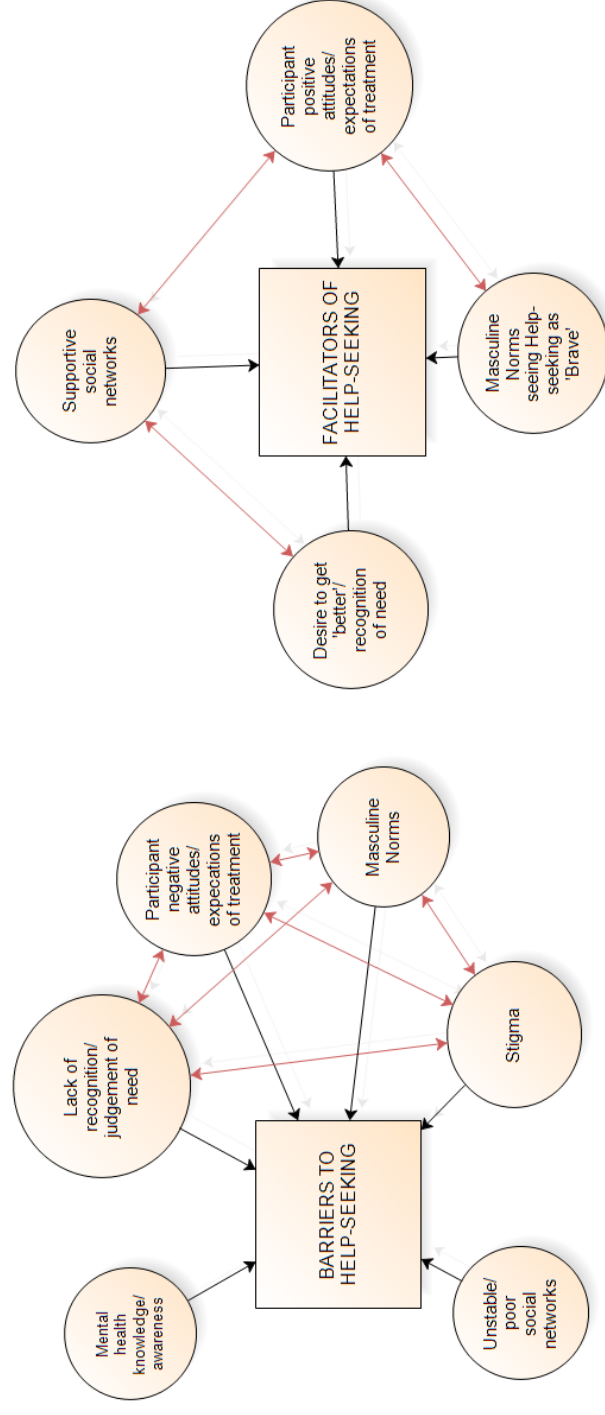 Mental
health
knowledge/
awareness
Lack of
recognition/
judgement of
need
Participant
negative
attitudes/
expecations
of treatment
Masculine
Norms
Stigma
Unstable/
poor
social
networks
BARRIERS TO
HELP-SEEKING
Supportive
social
networks
Participant
positive
attitudes/
expectations
of treatment
Desire to get
'better'/
recognition
of need
Masculine
Norms
seeing Help-
seeking as
'Brave'
FACILITATORS OF
HELP-SEEKING